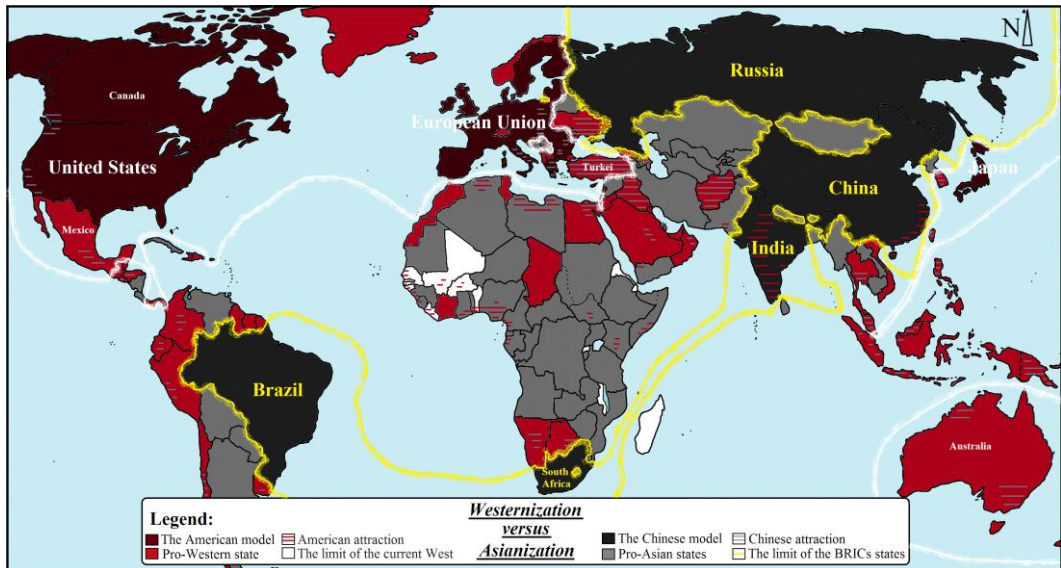 N
Russia
Canada
European Union
United States
Turkei
China
Japan
Mexico
India
Brazil
Australia
South
Africa
Legend:
The American model
American attraction
Pro-Western state
The limit of the current West
Westernization
versus
Asianization
The Chinese model
Chinese attraction
Pro-Asian states
The limit of the BRICs states